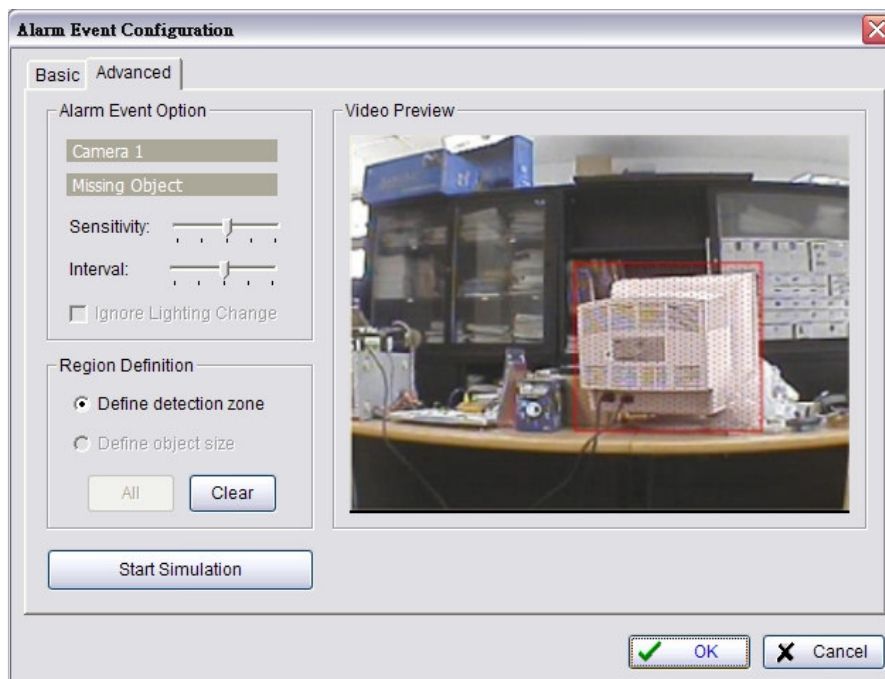 Alarm Event Configuration
Basic
Advanced
Alarm Event Option
Camera 1
Missing Object
Sensitivity:
Interval:
Ignore Lighting Change
Region Definition
Define detection zone
Define object size
All
Clear
Start Simulation
Video Preview
OK
Cancel